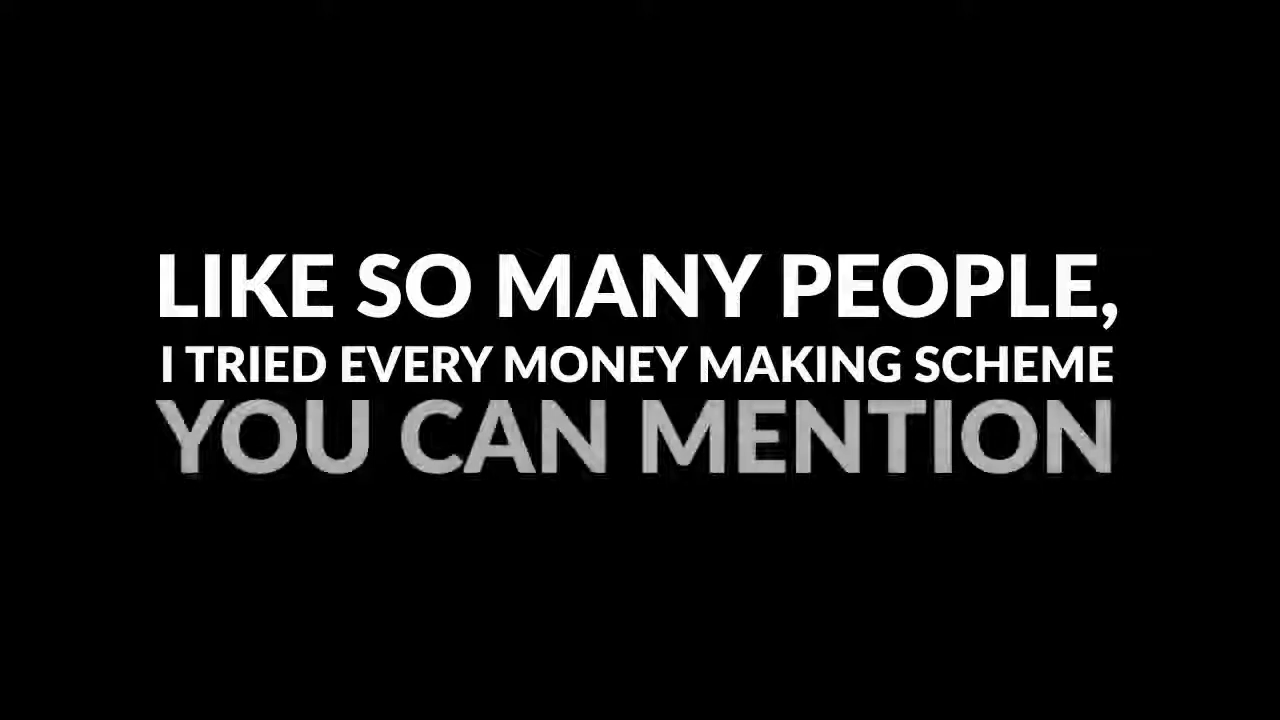 LIKE SO MANY PEOPLE,
I TRIED EVERY MONEY MAKING SCHEME
YOU CAN MENTION